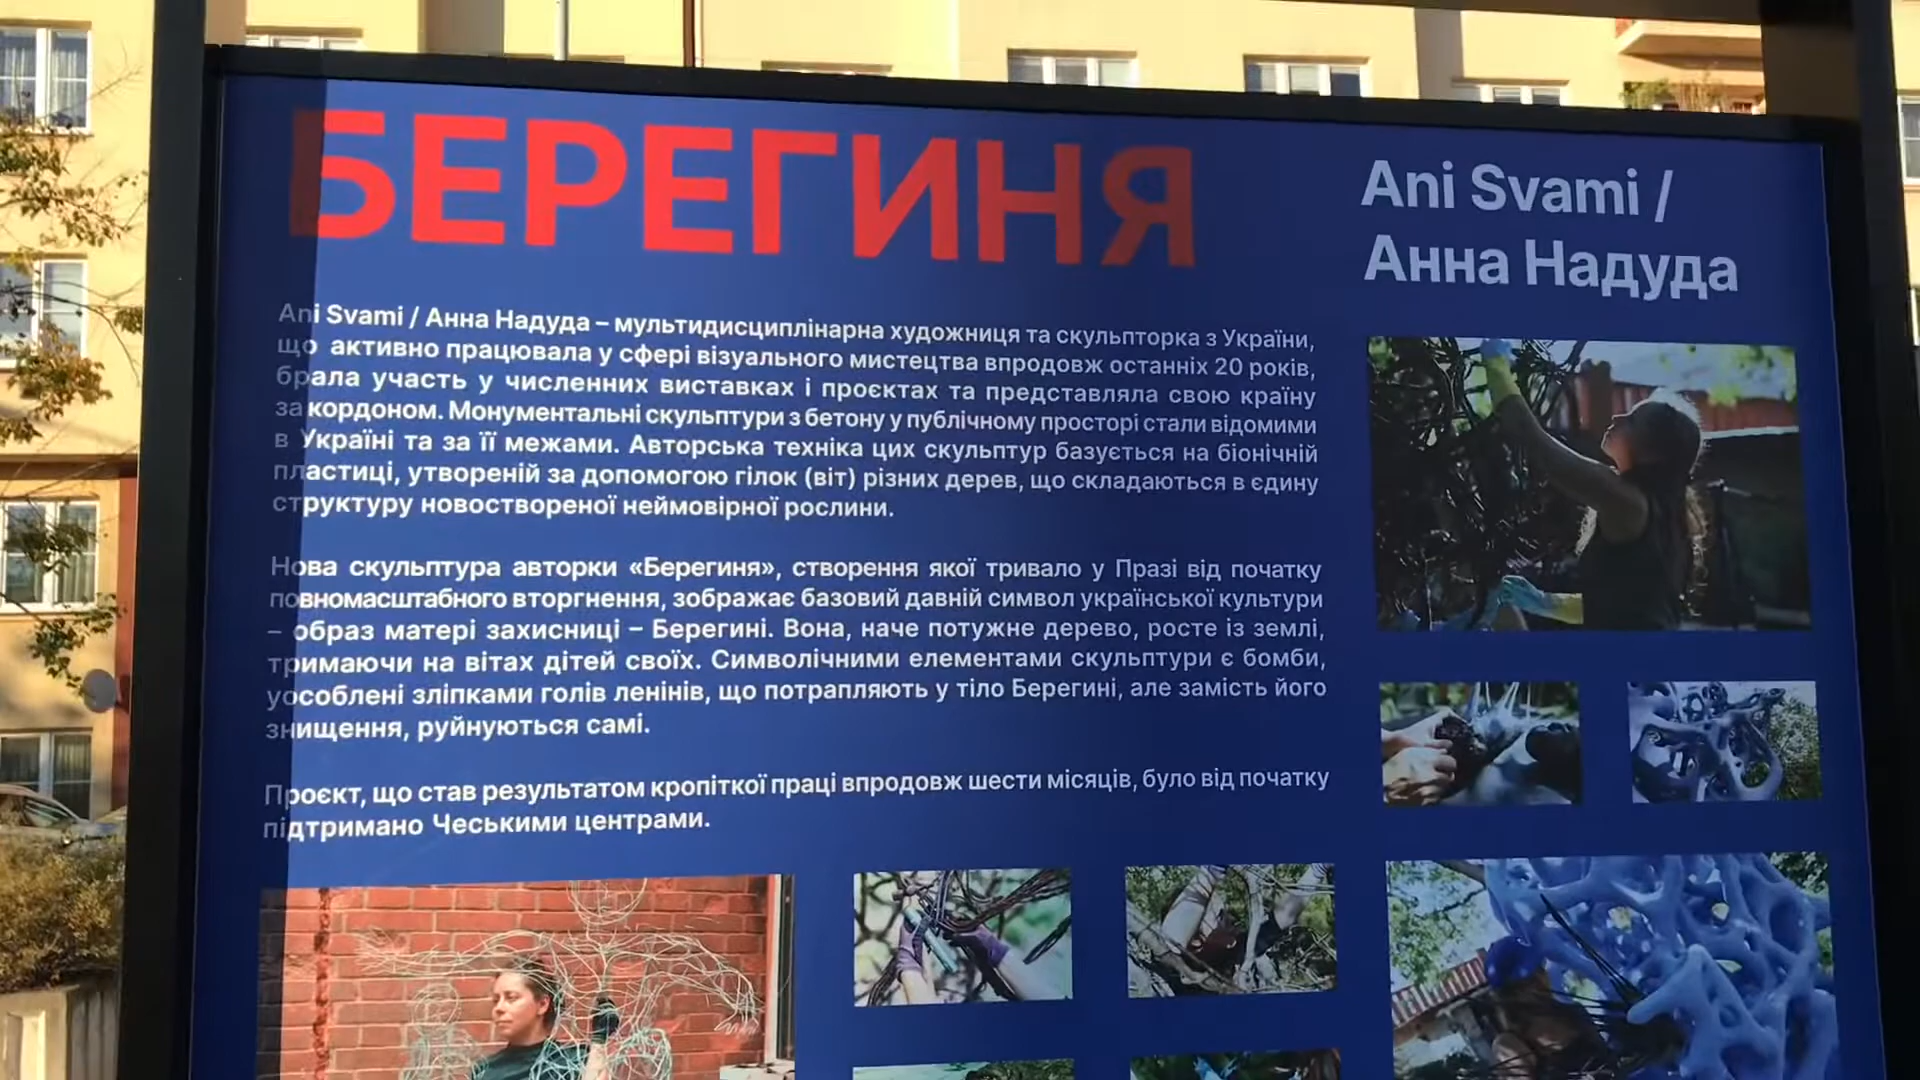 БЕРЕГИНЯ
Ani Svami /
Анна Надуда
Ani Svami / Анна Надуда – мультидисциплінарна художниця та скульпторка з України,
що активно працювала у сфері візуального мистецтва впродовж останніх 20 років,
брала участь у численних виставках і проєктах та представляла свою країну
за кордоном. Монументальні скульптури з бетону у публічному просторі стали відомими
в Україні та за її межами. Авторська техніка цих скульптур базується на біонічній
пластиці, утвореній за допомогою гілок (віт) різних дерев, що складаються в єдину
структуру новоствореної неймовірної рослини.
Нова скульптура авторки «Берегиня», створення якої тривало у Празі від початку
повномасштабного вторгнення, зображає базовий давній символ української культури
– образ матері захисниці – Берегині. Вона, наче потужне дерево, росте із землі,
тримаючи на вітах дітей своїх. Символічними елементами скульптури є бомби,
уособлені зліпками голів ленінів, що потрапляють у тіло Берегині, але замість його
знищення, руйнуються самі.
Проєкт, що став результатом кропіткої праці впродовж шести місяців, було від початку
підтримано Чеськими центрами.